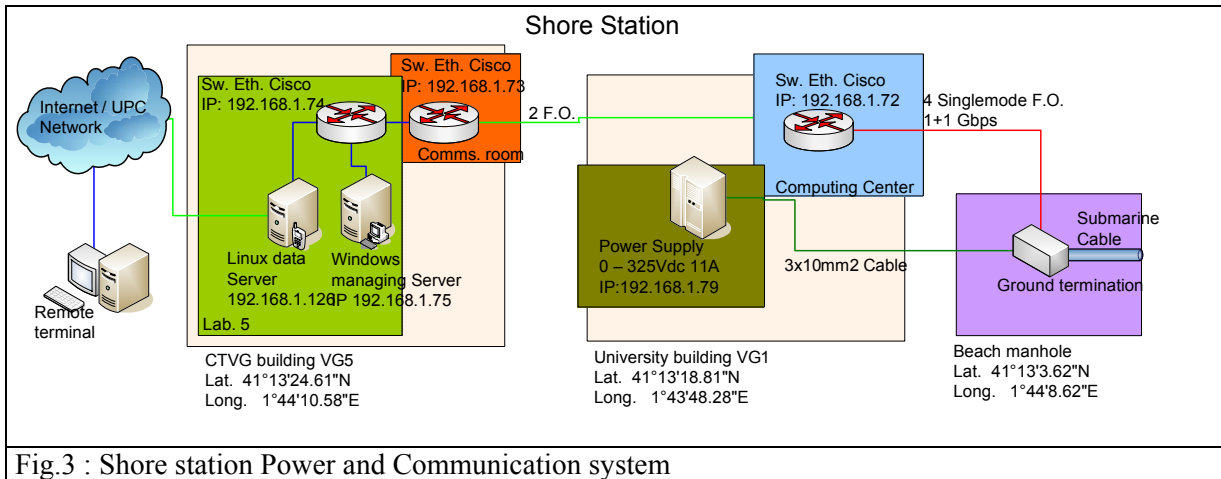 Shore Station
Internet / UPC
Network
Remote
terminal
Sw. Eth. Cisco
IP: 192.168.1.74
Sw. Eth. Cisco
IP: 192.168.1.73
Comms. room
Linux data
Server
192.168.1.126
Windows
managing Server
IP 192.168.1.75
Lab. 5
CTVG building VG5
Lat. 41°13'24.61"N
Long. 1°44'10.58"E
2 F.O.
Sw. Eth. Cisco
IP: 192.168.1.72
Computing Center
Power Supply
0 – 325Vdc 11A
IP:192.168.1.79
University building VG1
Lat. 41°13'18.81"N
Long. 1°43'48.28"E
4 Singlemode F.O.
1+1 Gbps
3x10mm2 Cable
Submarine
Cable
Ground termination
Beach manhole
Lat. 41°13'3.62"N
Long. 1°44'8.62"E
Fig.3 : Shore station Power and Communication system